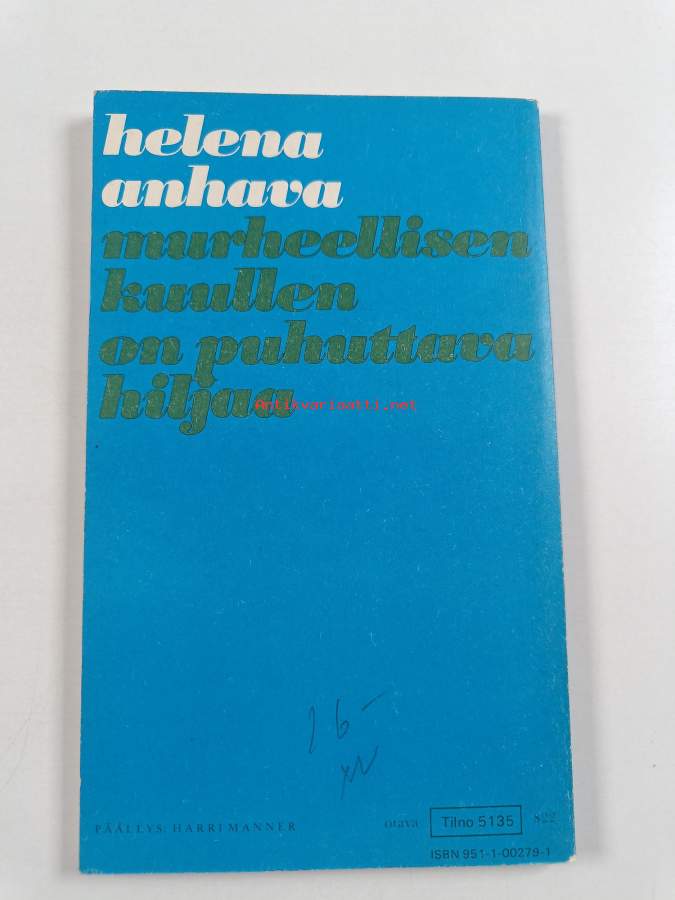 helena
anhava
murheellisen
kuullen
on puhuttava
hiljaa
Antikvariaatti.net
16-
PÄÄLLYS: HARRI MANNER
otava
Tilno 5135
822
ISBN 951-1-00279-1